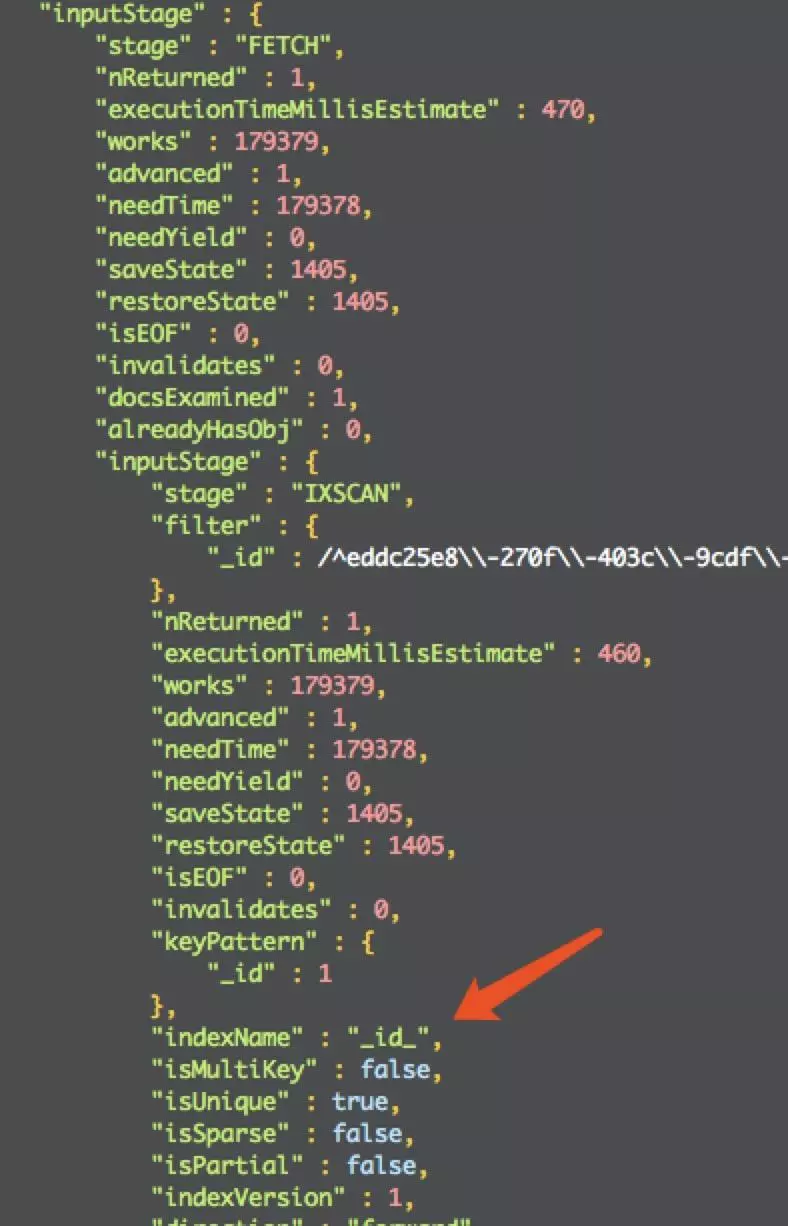 "inputStage" : {
"stage" : "FETCH",
"nReturned" : 1,
"executionTimeMillisEstimate" : 470,
"works" : 179379,
"advanced" : 1,
"needTime" : 179378,
"needYield" : 0,
"saveState" : 1405,
"restoreState" : 1405,
"isEOF" : 0,
"invalidates" : 0,
"docsExamined" : 1,
"alreadyHasObj" : 0,
"inputStage" : {
"stage" : "IXSCAN",
"filter" : {
"_id" : /^eddc25e8\\-270f\\-403c\\-9cdf\\-
},
"nReturned" : 1,
"executionTimeMillisEstimate" : 460,
"works" : 179379,
"advanced" : 1,
"needTime" : 179378,
"needYield" : 0,
"saveState" : 1405,
"restoreState" : 1405,
"isEOF" : 0,
"invalidates" : 0,
"keyPattern" : {
"_id" : 1
},
"indexName" : "_id_",
"isMultiKey" : false,
"isUnique" : true,
"isSparse" : false,
"isPartial" : false,
"indexVersion" : 1,
"direction" : "forward"